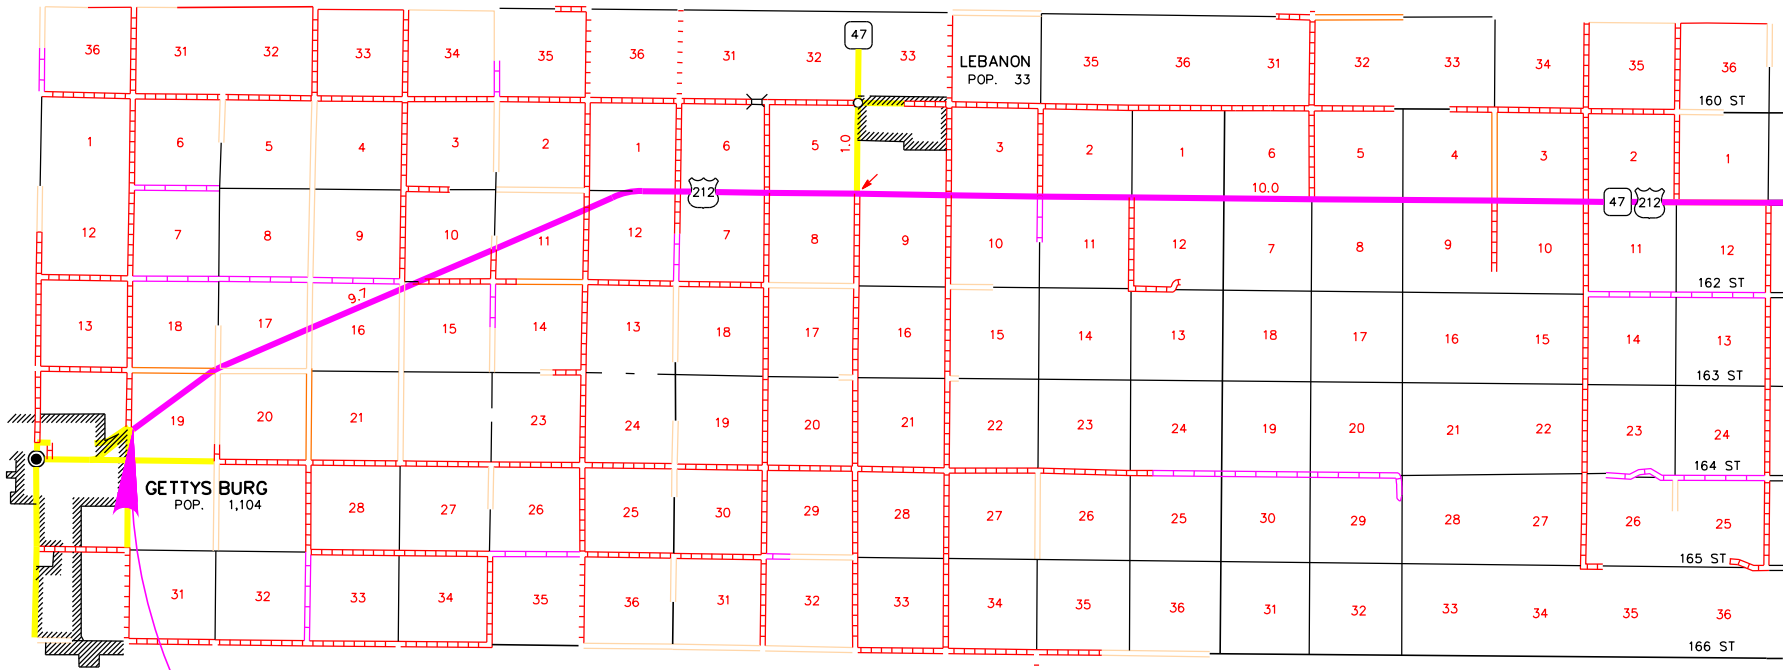 47
36 31 32 33 34 35 36 31 32 33 LEBANON 35 36 31 32 33 34 35 36
POP. 33
160 ST
1 6 5 4 3 2 1 6 5 1.0 3 2 1 6 5 4 3 2 1
212 10.0 47 212
12 7 8 9 10 11 12 7 8 9 10 11 12 7 8 9 10 11 12
162 ST
9.7
13 18 17 16 15 14 13 18 17 16 15 14 13 18 17 16 15 14 13
163 ST
19 20 21 23 24 19 20 21 22 23 24 19 20 21 22 23 24
164 ST
GETTYSBURG
POP. 1,104
28 27 26 25 30 29 28 27 26 25 30 29 28 27 26 25
165 ST
31 32 33 34 35 36 31 32 33 34 35 36 31 32 33 34 35 36
166 ST